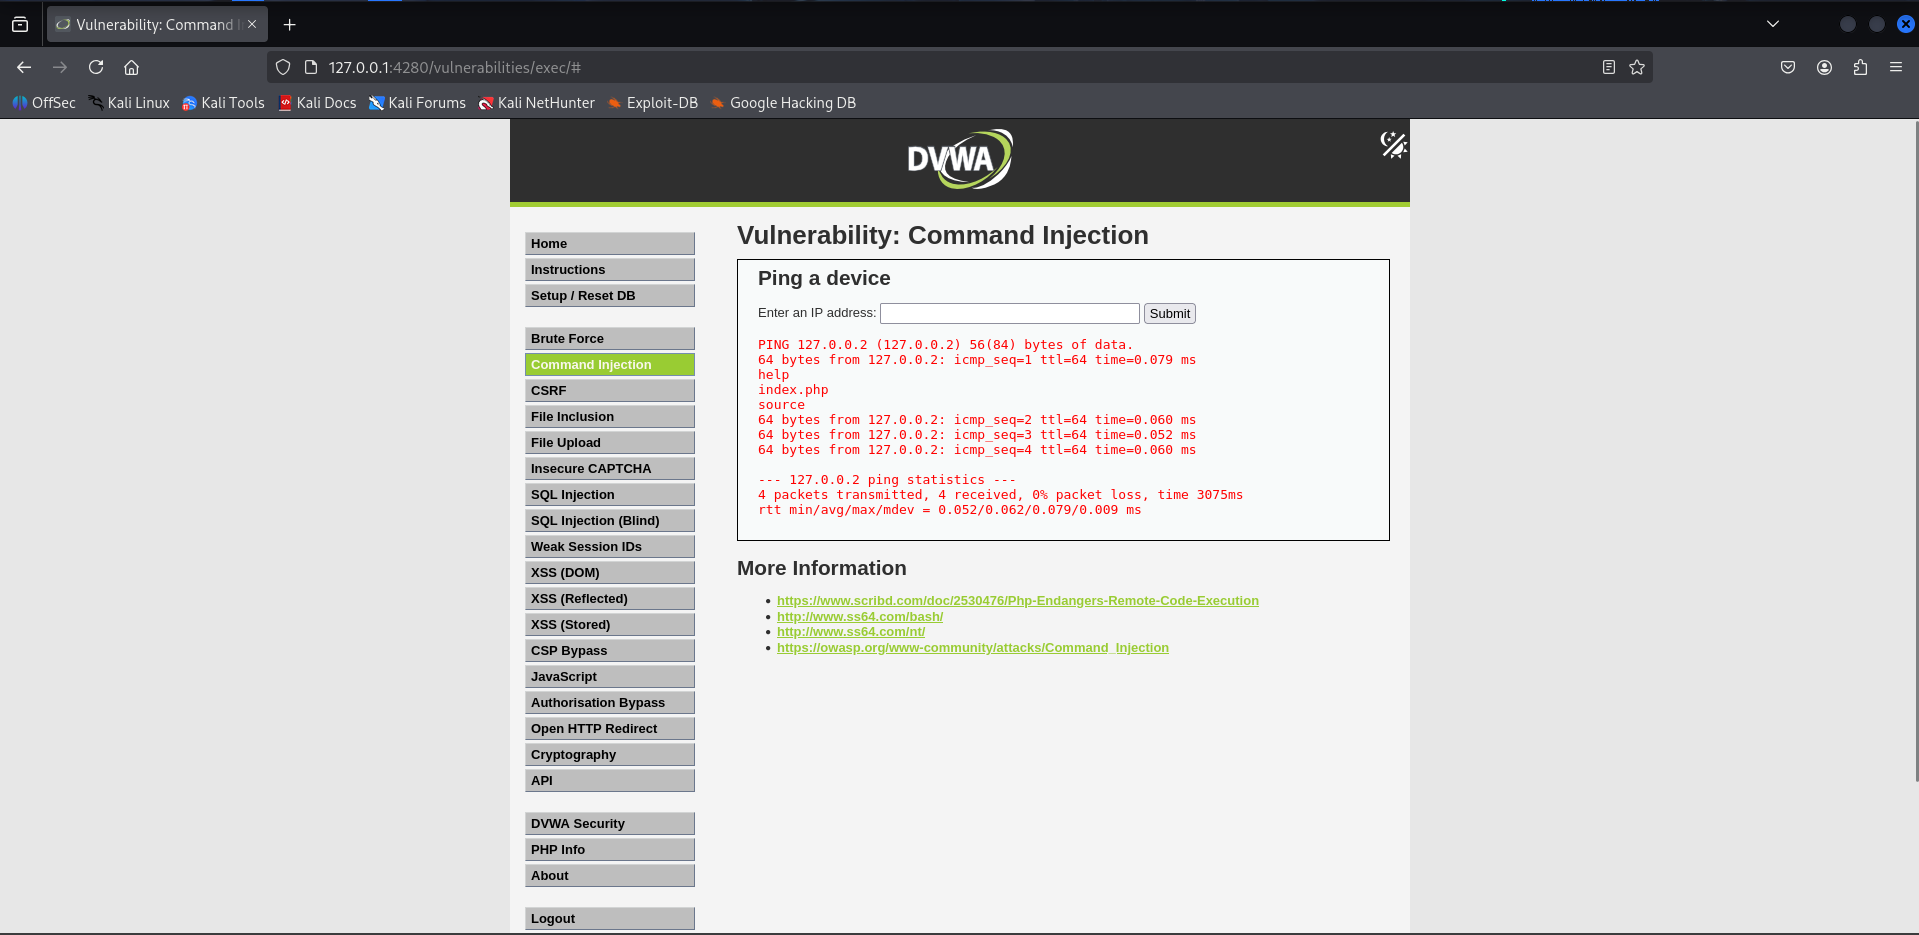 Vulnerability: Command I
127.0.0.1:4280/vulnerabilities/exec/#
OffSec Kali Linux Kali Tools Kali Docs Kali Forums Kali NetHunter Exploit-DB Google Hacking DB
DVWA
Home
Instructions
Setup / Reset DB
Brute Force
Command Injection
CSRF
File Inclusion
File Upload
Insecure CAPTCHA
SQL Injection
SQL Injection (Blind)
Weak Session IDs
XSS (DOM)
XSS (Reflected)
XSS (Stored)
CSP Bypass
JavaScript
Authorisation Bypass
Open HTTP Redirect
Cryptography
API
DVWA Security
PHP Info
About
Logout
Vulnerability: Command Injection
Ping a device
Enter an IP address: Submit
PING 127.0.0.2 (127.0.0.2) 56(84) bytes of data.
64 bytes from 127.0.0.2: icmp_seq=1 ttl=64 time=0.079 ms
help
index.php
source
64 bytes from 127.0.0.2: icmp_seq=2 ttl=64 time=0.060 ms
64 bytes from 127.0.0.2: icmp_seq=3 ttl=64 time=0.052 ms
64 bytes from 127.0.0.2: icmp_seq=4 ttl=64 time=0.060 ms
--- 127.0.0.2 ping statistics ---
4 packets transmitted, 4 received, 0% packet loss, time 3075ms
rtt min/avg/max/mdev = 0.052/0.062/0.079/0.009 ms
More Information
https://www.scribd.com/doc/2530476/Php-Endangers-Remote-Code-Execution
http://www.ss64.com/bash/
http://www.ss64.com/nt/
https://owasp.org/www-community/attacks/Command_Injection